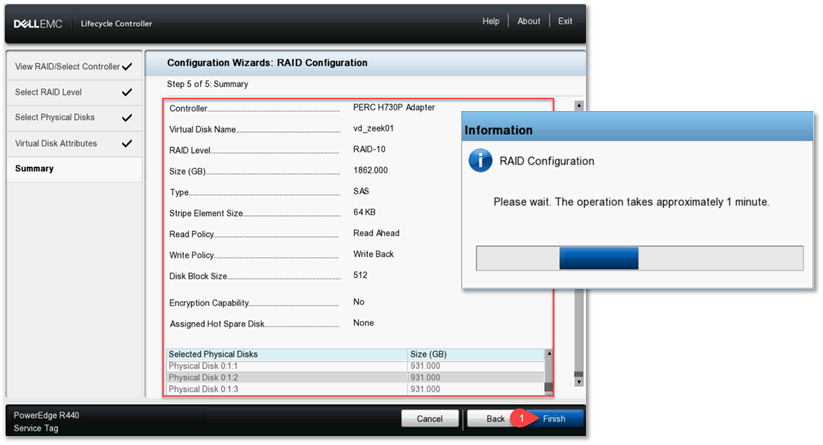 DELLEMC Lifecycle Controller Help About Exit
View RAID/Select Controller
Select RAID Level
Select Physical Disks
Virtual Disk Attributes
Summary
Configuration Wizards: RAID Configuration
Step 5 of 5: Summary
Controller PERC H730P Adapter
Virtual Disk Name vd_zeek01
RAID Level RAID-10
Size (GB) 1862.000
Type SAS
Stripe Element Size 64 KB
Read Policy Read Ahead
Write Policy Write Back
Disk Block Size 512
Encryption Capability No
Assigned Hot Spare Disk None
Selected Physical Disks Size (GB)
Physical Disk 0:1:1 931.000
Physical Disk 0:1:2 931.000
Physical Disk 0:1:3 931.000
Information
RAID Configuration
Please wait. The operation takes approximately 1 minute.
PowerEdge R440
Service Tag
Cancel Back 1 Finish